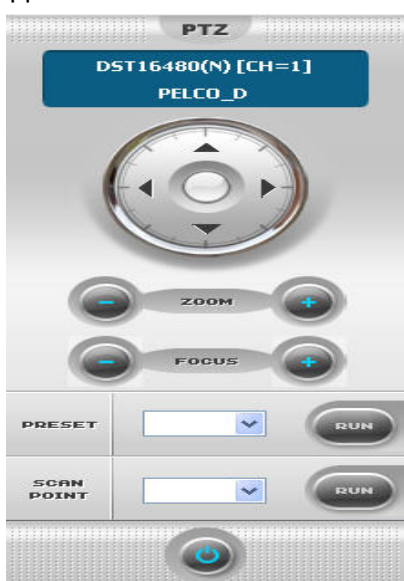 PTZ
DST16480(N) [CH=1]
PELCO_D
- ZOOM +
- FOCUS +
PRESET
RUN
SCAN
POINT
RUN